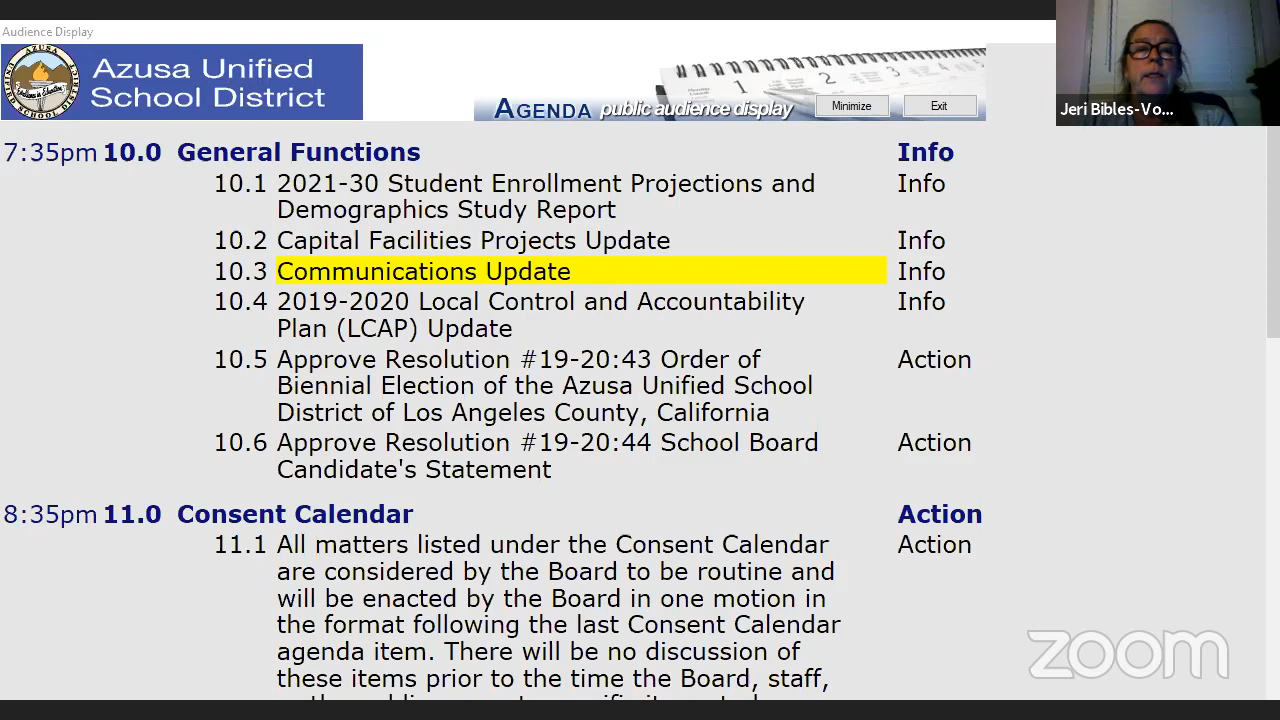 Audience Display
Azusa Unified
School District
AGENDA public audience display
Minimize
Exit
Jeri Bibles-Vo...
7:35pm 10.0 General Functions Info
10.1 2021-30 Student Enrollment Projections and Info
Demographics Study Report
10.2 Capital Facilities Projects Update Info
10.3 Communications Update Info
10.4 2019-2020 Local Control and Accountability Info
Plan (LCAP) Update
10.5 Approve Resolution #19-20:43 Order of Action
Biennial Election of the Azusa Unified School
District of Los Angeles County, California
10.6 Approve Resolution #19-20:44 School Board Action
Candidate's Statement
8:35pm 11.0 Consent Calendar Action
11.1 All matters listed under the Consent Calendar Action
are considered by the Board to be routine and
will be enacted by the Board in one motion in
the format following the last Consent Calendar
agenda item. There will be no discussion of
these items prior to the time the Board, staff,
zoom